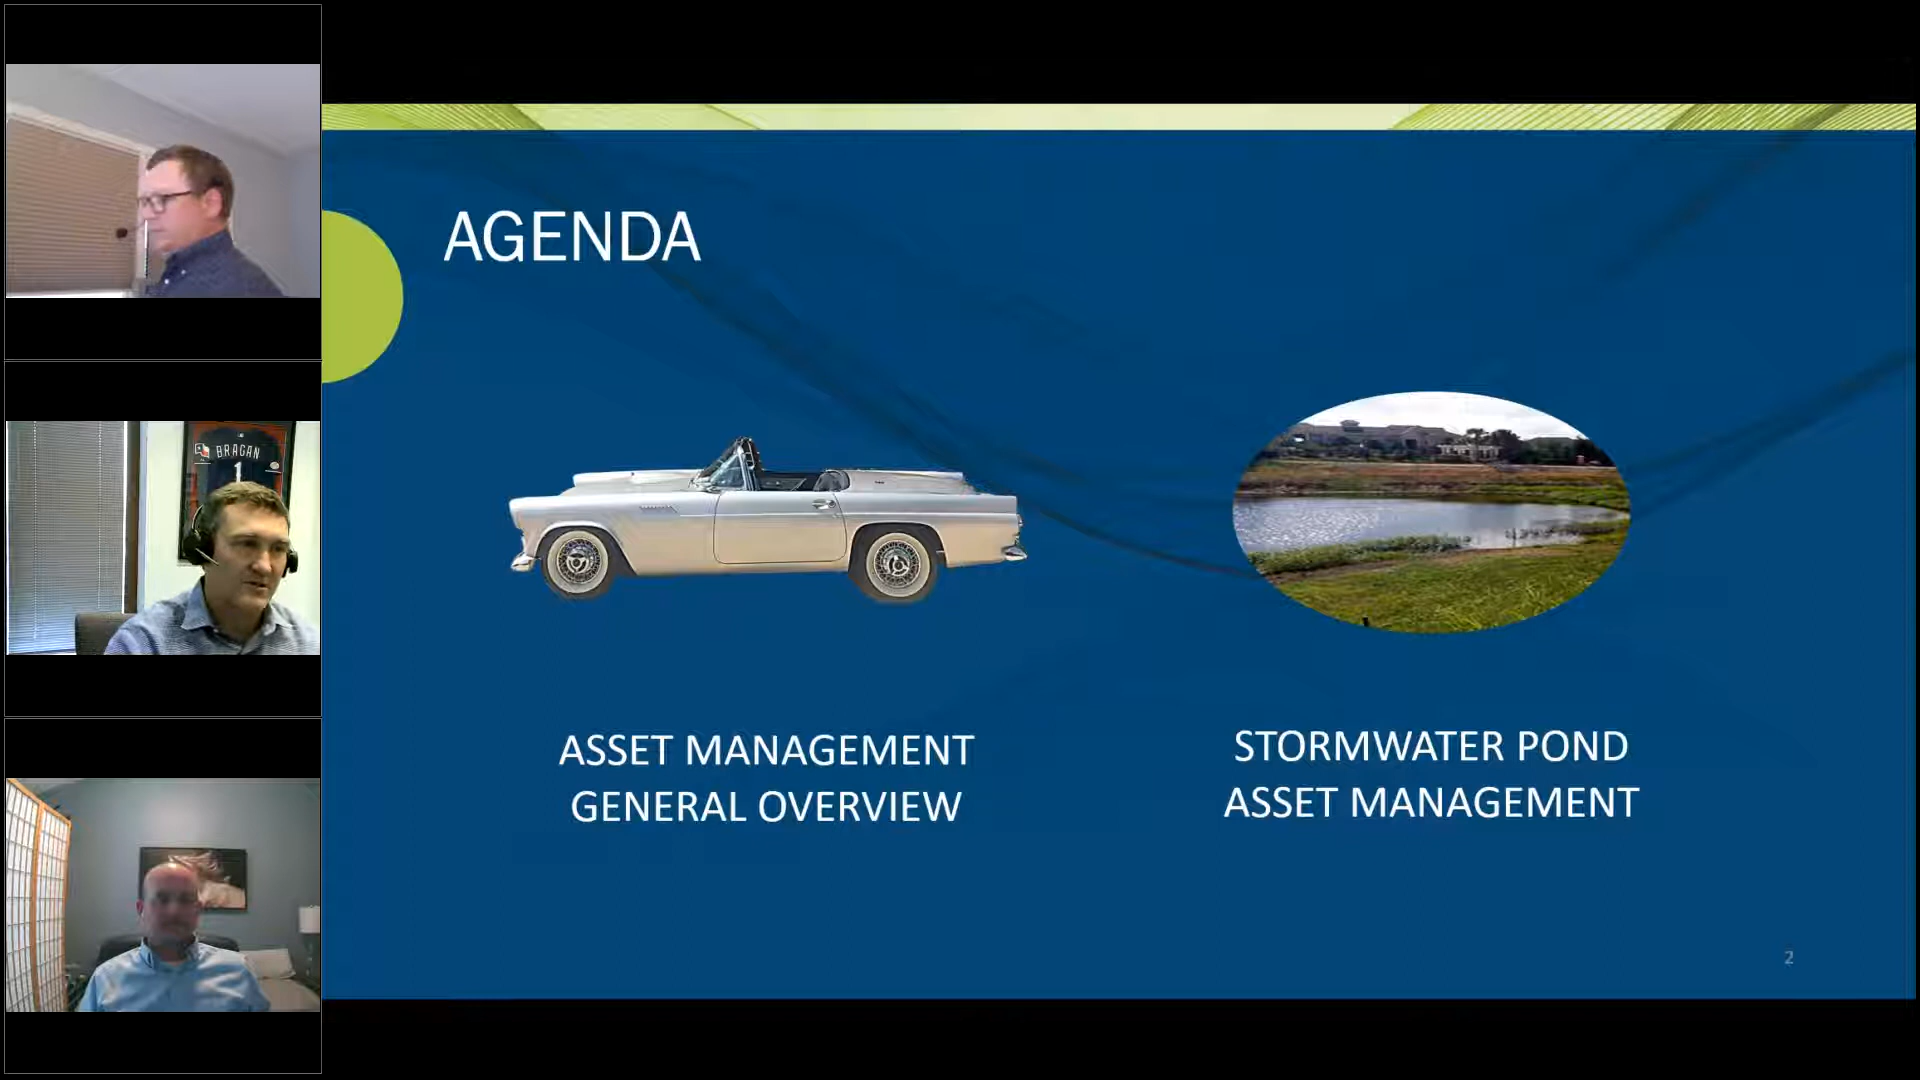 BRAGAN
1
AGENDA
ASSET MANAGEMENT
GENERAL OVERVIEW
STORMWATER POND
ASSET MANAGEMENT
2